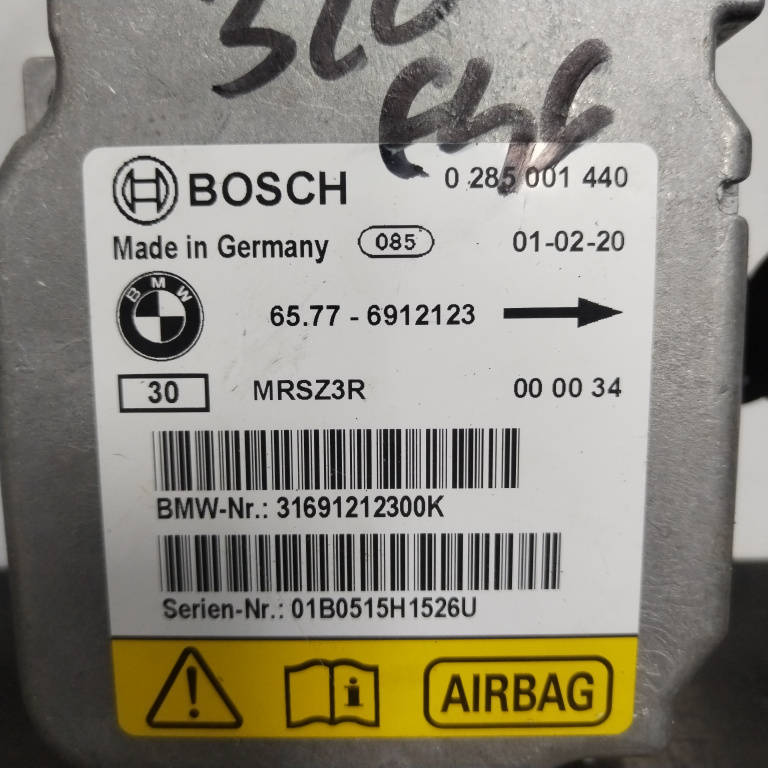 E46
BOSCH 0 285 001 440
Made in Germany 085 01-02-20
BMW
65.77 - 6912123
30 MRSZ3R 00 00 34
BMW-Nr.: 31691212300K
Serien-Nr.: 01B0515H1526U
AIRBAG